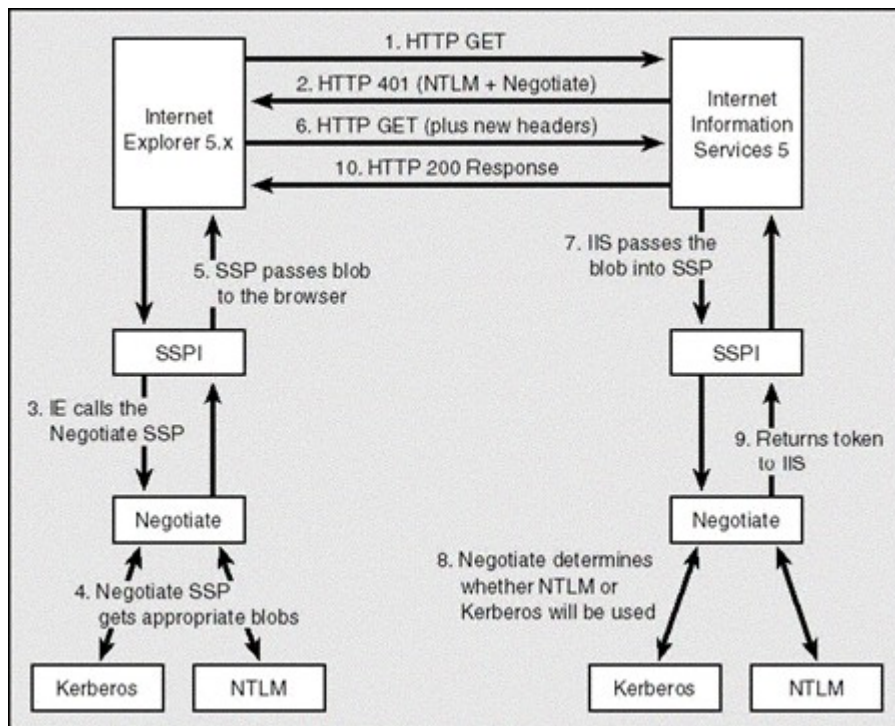 1. HTTP GET
2. HTTP 401 (NTLM + Negotiate)
6. HTTP GET (plus new headers)
10. HTTP 200 Response
Internet
Explorer 5.x
Internet
Information
Services 5
5. SSP passes blob
to the browser
7. IIS passes the
blob into SSP
SSPI
SSPI
3. IE calls the
Negotiate SSP
9. Returns token
to IIS
Negotiate
Negotiate
4. Negotiate SSP
gets appropriate blobs
8. Negotiate determines
whether NTLM or
Kerberos will be used
Kerberos
NTLM
Kerberos
NTLM